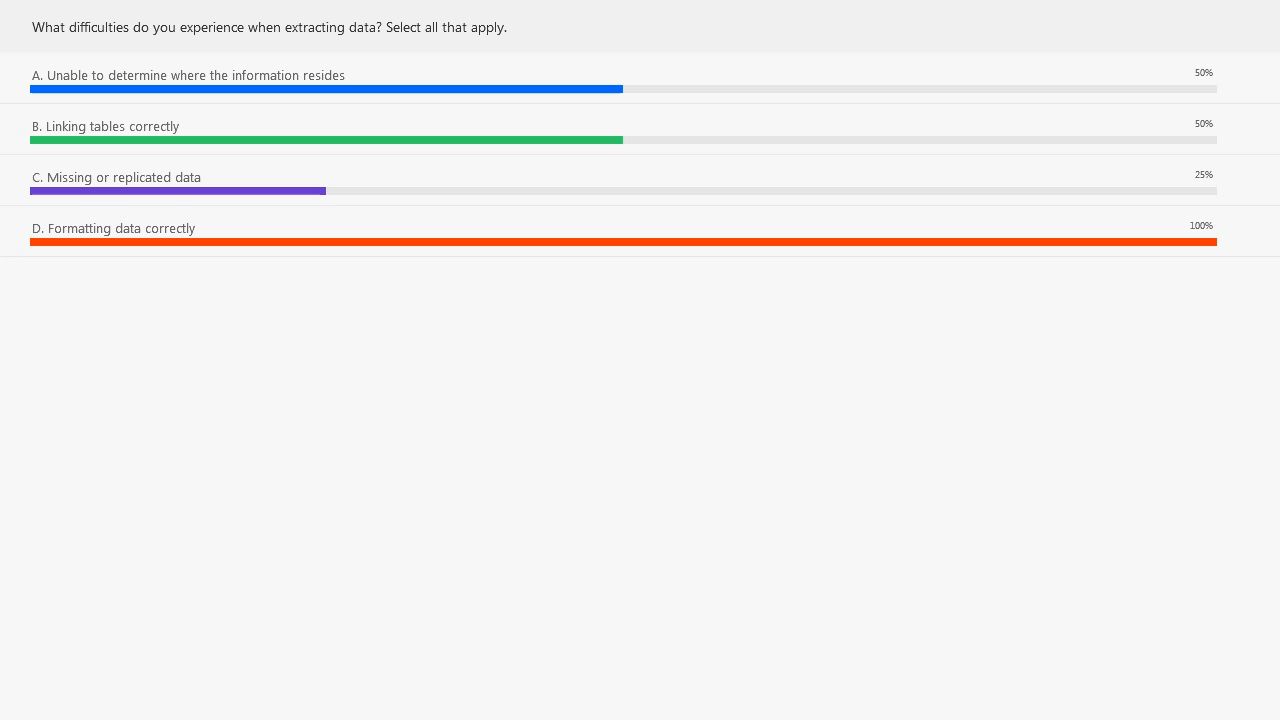 What difficulties do you experience when extracting data? Select all that apply.
A. Unable to determine where the information resides
50%
B. Linking tables correctly
50%
C. Missing or replicated data
25%
D. Formatting data correctly
100%